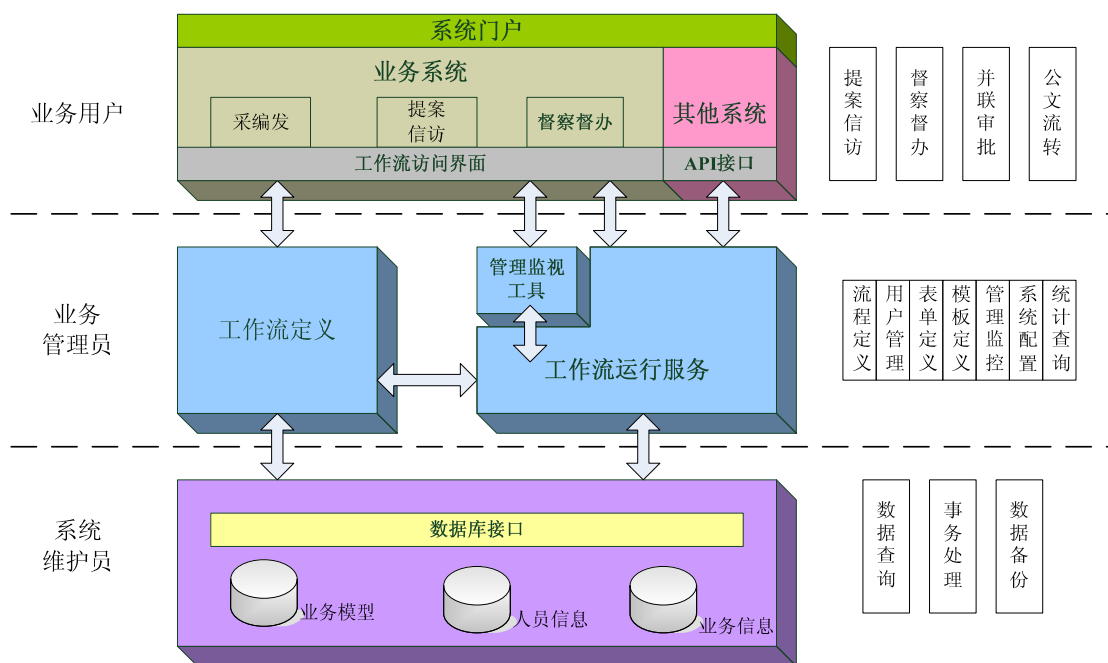 系统门户
业务系统
采编发
提案
信访
督察督办
其他系统
工作流访问界面
API接口
业务用户
提案信访
督察督办
并联审批
公文流转
业务
管理员
工作流定义
管理监视
工具
工作流运行服务
流程定义
用户管理
表单定义
模板定义
管理监控
系统配置
统计查询
系统
维护员
数据库接口
业务模型
人员信息
业务信息
数据查询
事务处理
数据备份